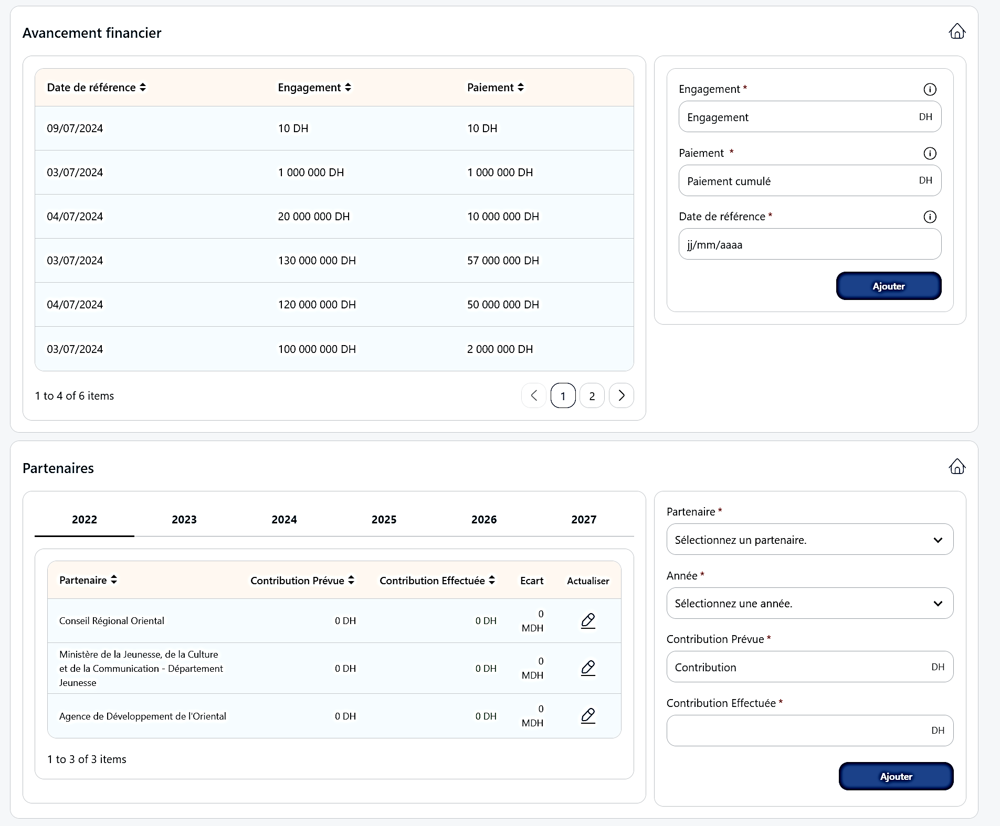 Avancement financier
Date de référence Engagement Paiement
09/07/2024 10 DH 10 DH
03/07/2024 1 000 000 DH 1 000 000 DH
04/07/2024 20 000 000 DH 10 000 000 DH
03/07/2024 130 000 000 DH 57 000 000 DH
04/07/2024 120 000 000 DH 50 000 000 DH
03/07/2024 100 000 000 DH 2 000 000 DH
1 to 4 of 6 items 1 2
Engagement *
Engagement DH
Paiement *
Paiement cumulé DH
Date de référence *
jj/mm/aaaa
Ajouter
Partenaires
2022 2023 2024 2025 2026 2027
Partenaire Contribution Prévue Contribution Effectuée Ecart Actualiser
Conseil Régional Oriental 0 DH 0 DH 0 MDH
Ministère de la Jeunesse, de la Culture
et de la Communication - Département
Jeunesse 0 DH 0 DH 0 MDH
Agence de Développement de l'Oriental 0 DH 0 DH 0 MDH
1 to 3 of 3 items
Partenaire *
Sélectionnez un partenaire.
Année *
Sélectionnez une année.
Contribution Prévue *
Contribution DH
Contribution Effectuée *
DH
Ajouter